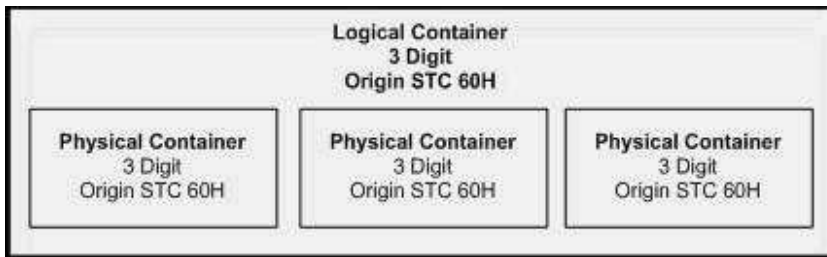 Logical Container
3 Digit
Origin STC 60H
Physical Container
3 Digit
Origin STC 60H
Physical Container
3 Digit
Origin STC 60H
Physical Container
3 Digit
Origin STC 60H